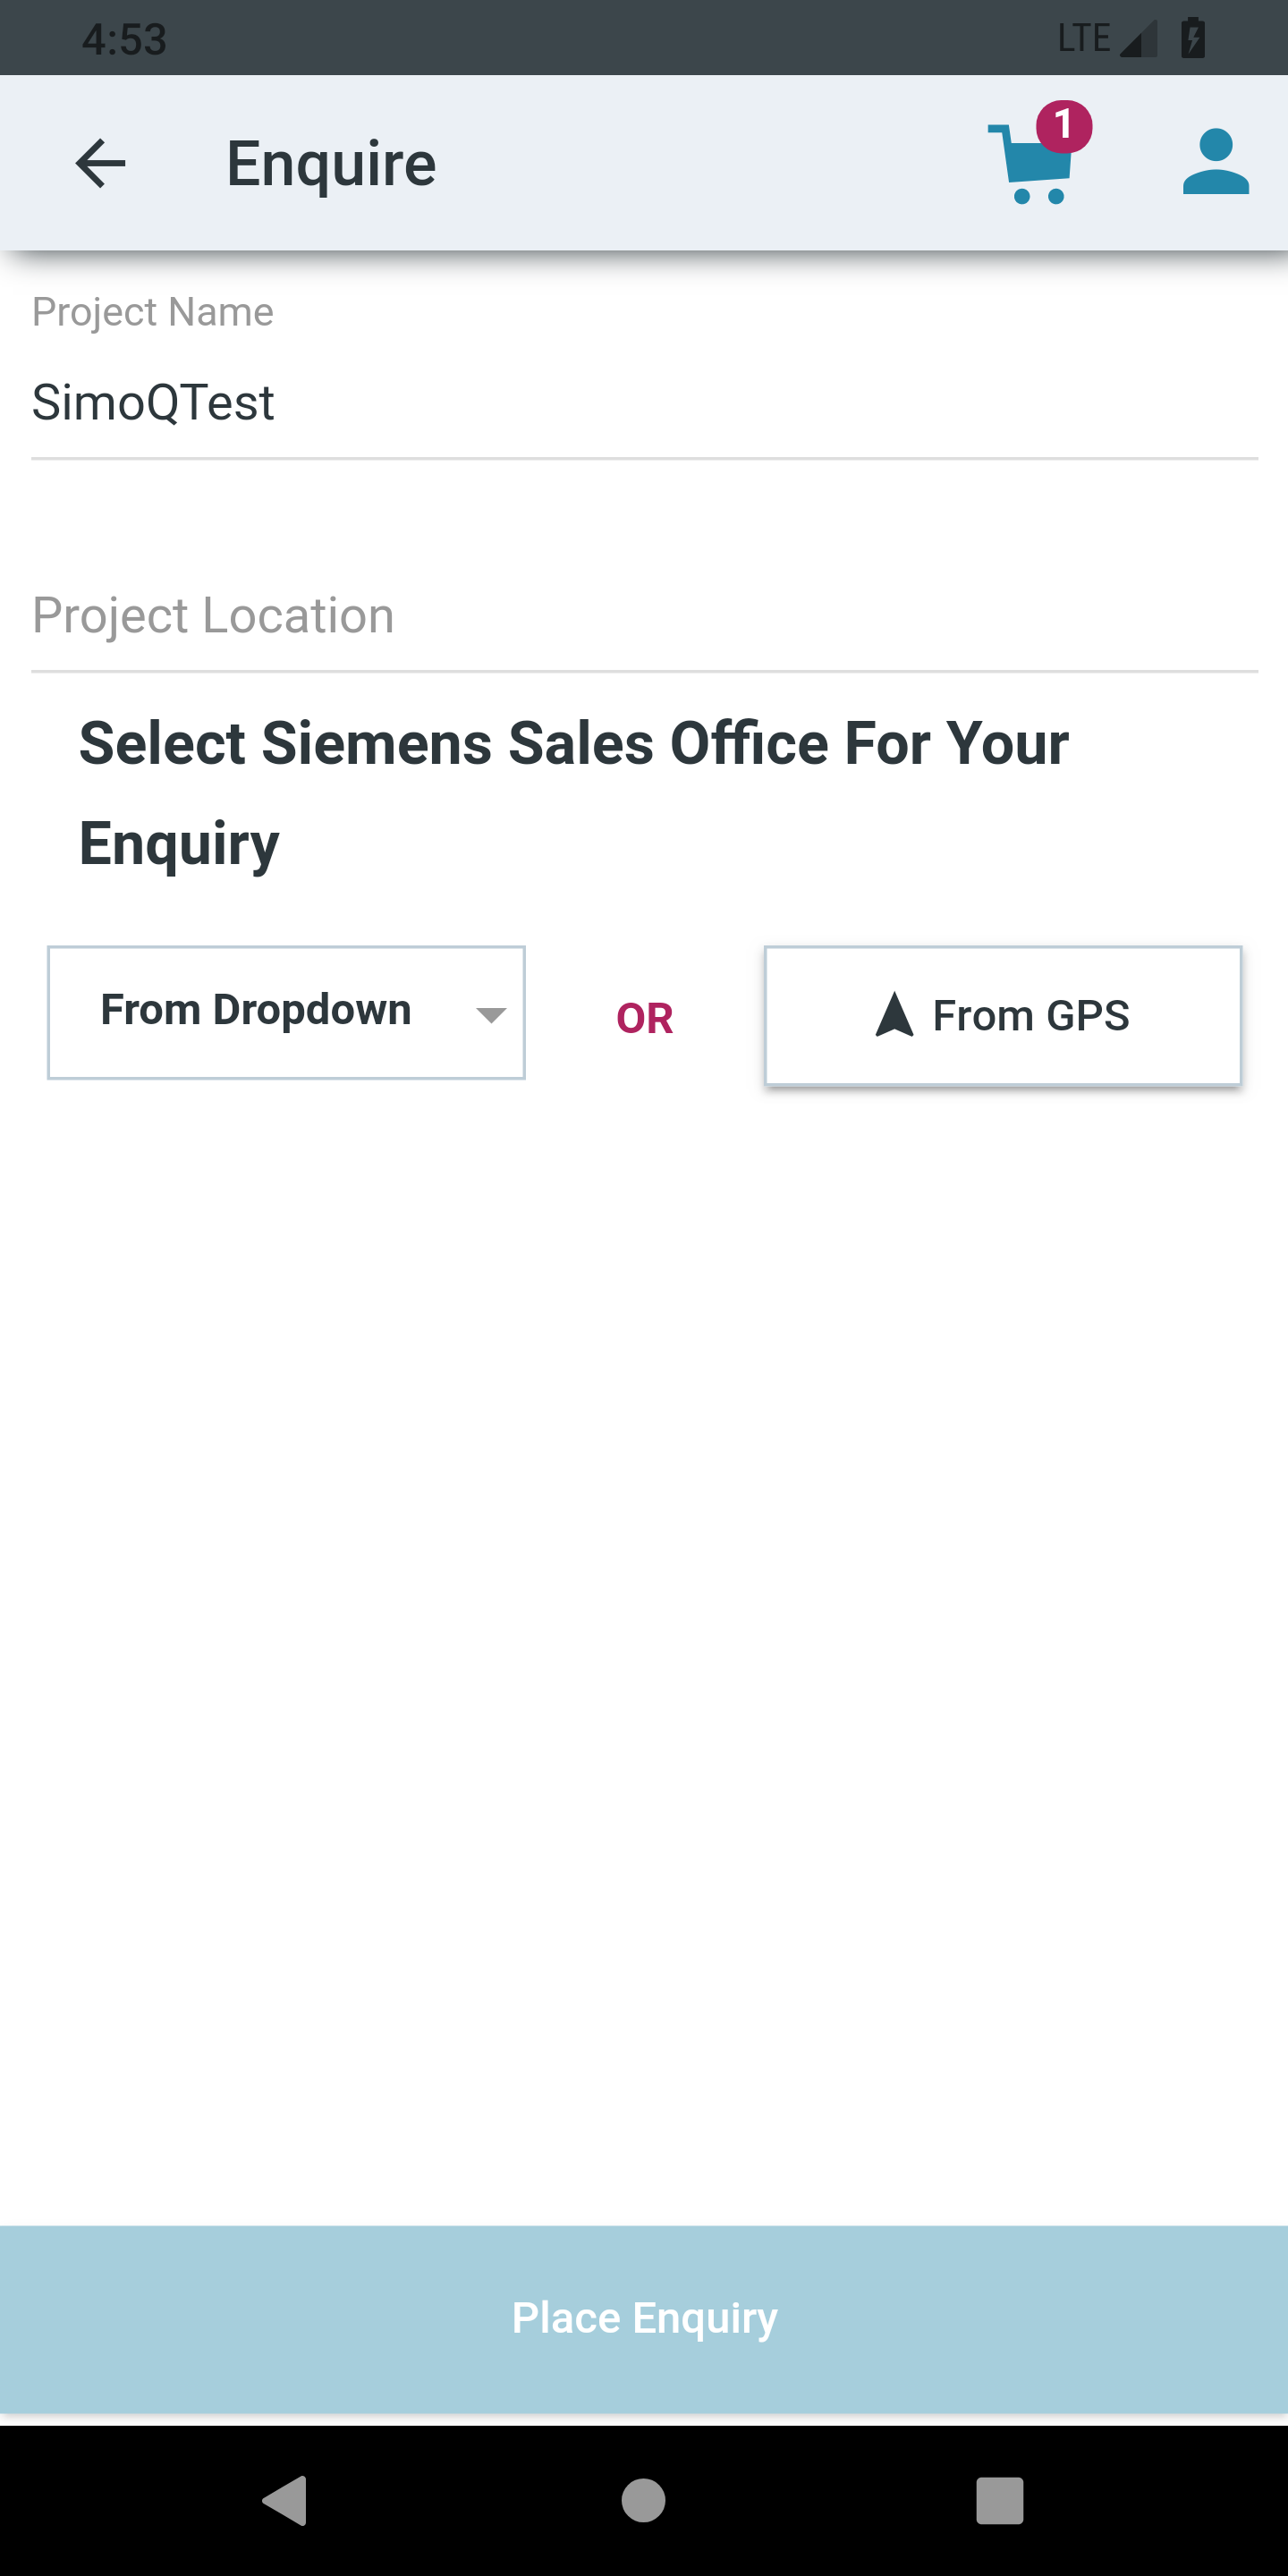 4:53
LTE
Enquire
1
Project Name
SimoQTest
Project Location
Select Siemens Sales Office For Your
Enquiry
From Dropdown
OR
From GPS
Place Enquiry